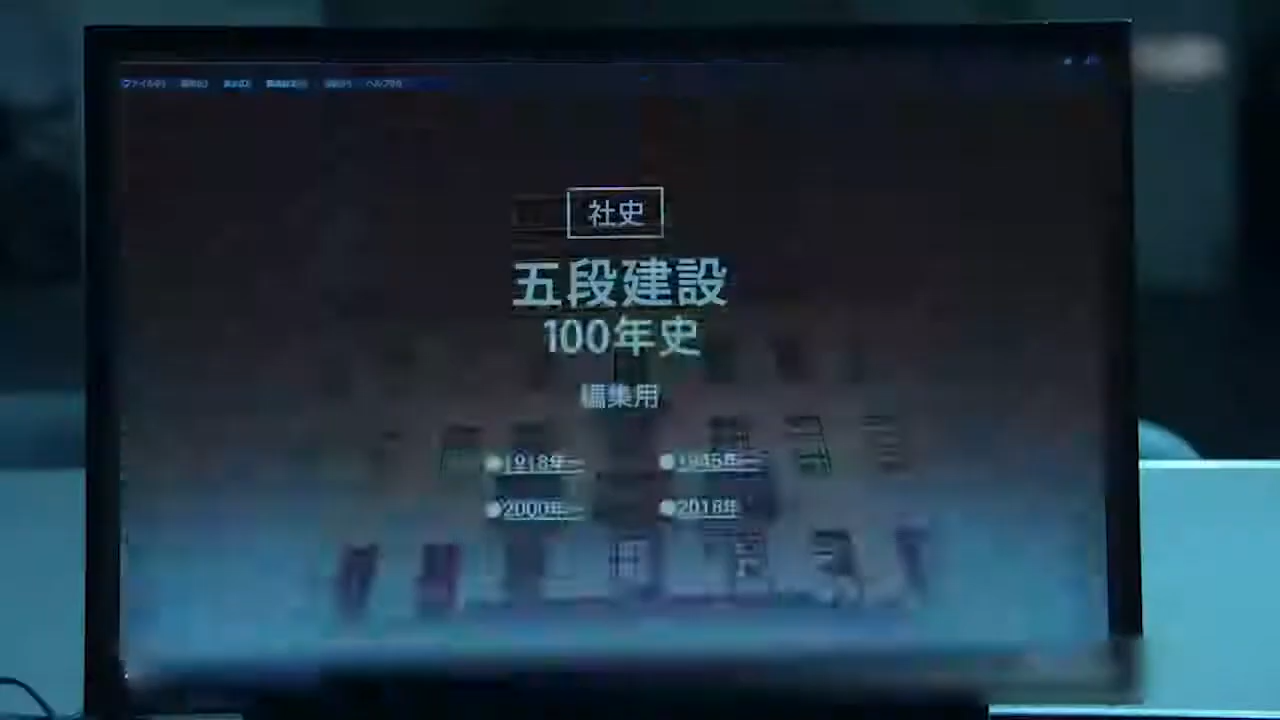 社史
五段建設
100年史
編集用
●1918年〜 ●1945年〜
●2000年〜 ●2018年